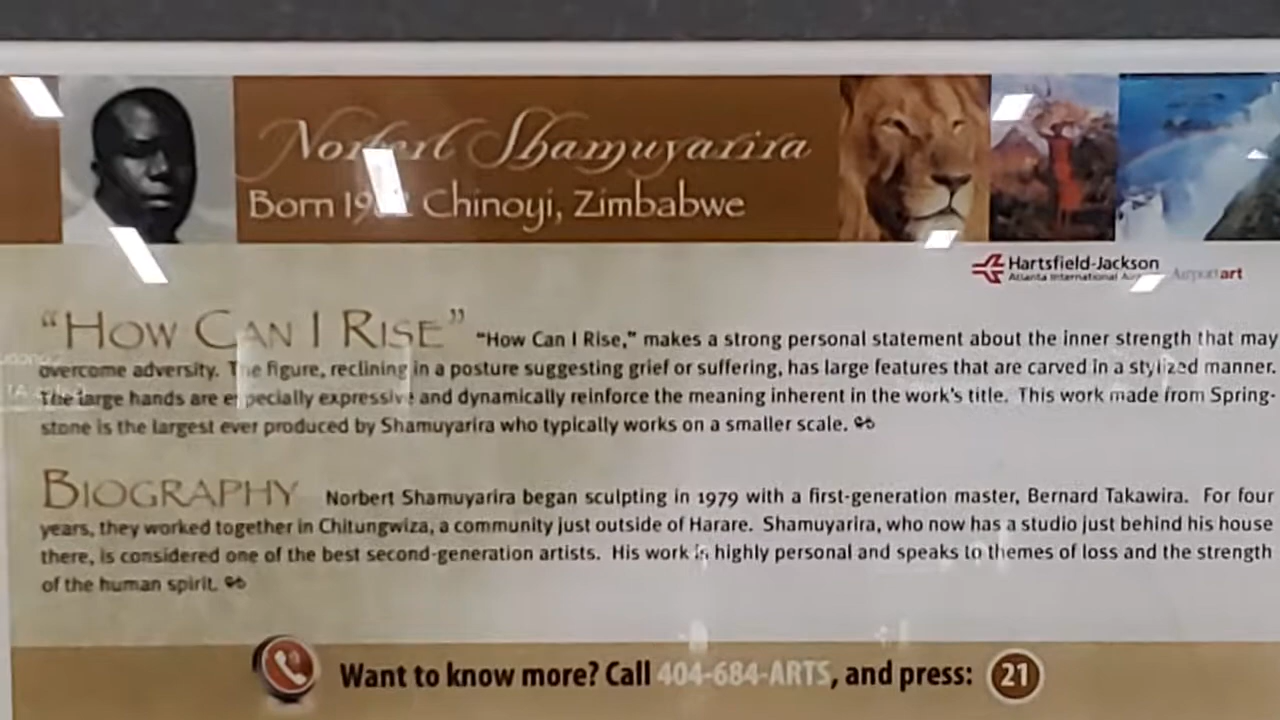 Norbert Shamuyarira
Born Chinoyi, Zimbabwe
Hartsfield-Jackson
Atlanta International
Airportart
"HOW CAN I RISE" "How Can I Rise," makes a strong personal statement about the inner strength that may
overcome adversity. The figure, reclining in a posture suggesting grief or suffering, has large features that are carved in a stylized manner.
The large hands are especially expressive and dynamically reinforce the meaning inherent in the work's title. This work made from Spring-
stone is the largest ever produced by Shamuyarira who typically works on a smaller scale.
BIOGRAPHY Norbert Shamuyarira began sculpting in 1979 with a first-generation master, Bernard Takawira. For four
years, they worked together in Chitungwiza, a community just outside of Harare. Shamuyarira, who now has a studio just behind his house
there, is considered one of the best second-generation artists. His work is highly personal and speaks to themes of loss and the strength
of the human spirit.
Want to know more? Call 404-684-ARTS, and press: 21